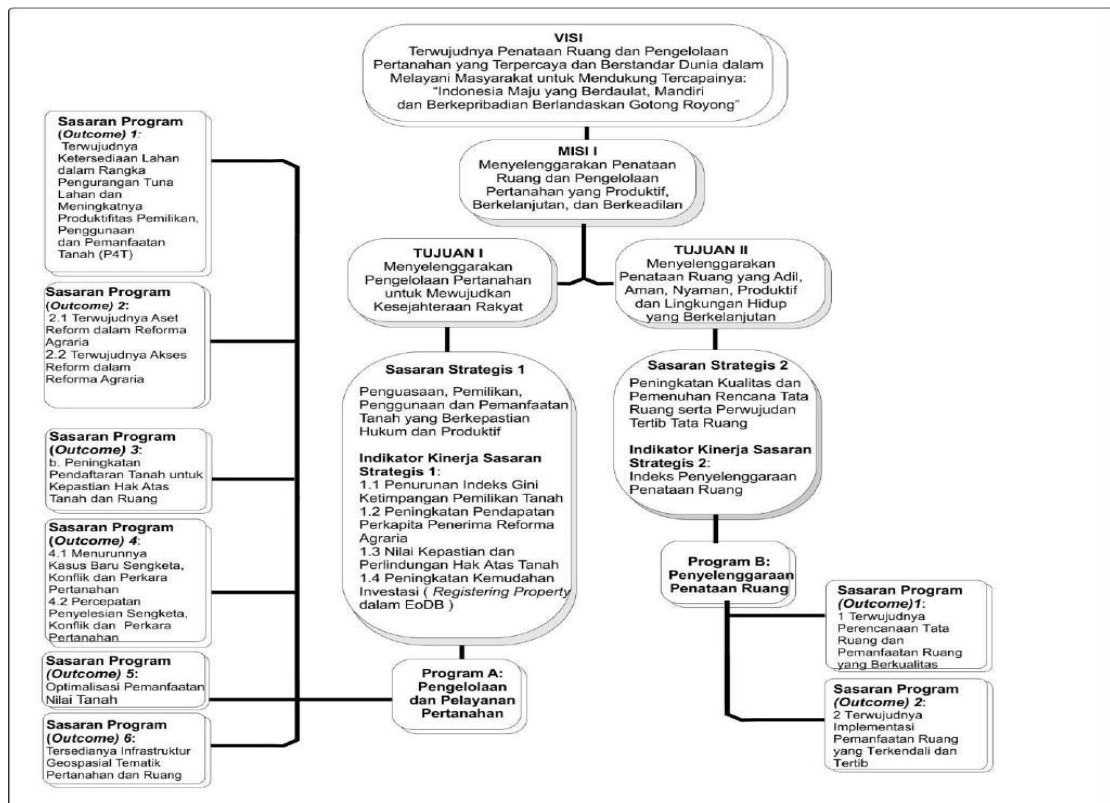 VISI
Terwujudnya Penataan Ruang dan Pengelolaan
Pertanahan yang Terpercaya dan Berstandar Dunia dalam
Melayani Masyarakat untuk Mendukung Tercapainya:
“Indonesia Maju yang Berdaulat, Mandiri
dan Berkepribadian Berlandaskan Gotong Royong”
MISI I
Menyelenggarakan Penataan
Ruang dan Pengelolaan
Pertanahan yang Produktif,
Berkelanjutan, dan Berkeadilan
TUJUAN I
Menyelenggarakan
Pengelolaan Pertanahan
untuk Mewujudkan
Kesejahteraan Rakyat
TUJUAN II
Menyelenggarakan
Penataan Ruang yang Adil,
Aman, Nyaman, Produktif
dan Lingkungan Hidup
yang Berkelanjutan
Sasaran Strategis 1
Penguasaan, Pemilikan,
Penggunaan dan Pemanfaatan
Tanah yang Berkepastian
Hukum dan Produktif
Indikator Kinerja Sasaran
Strategis 1:
1.1 Penurunan Indeks Gini
Ketimpangan Pemilikan Tanah
1.2 Peningkatan Pendapatan
Perkapita Penerima Reforma
Agraria
1.3 Nilai Kepastian dan
Perlindungan Hak Atas Tanah
1.4 Peningkatan Kemudahan
Investasi ( Registering Property
dalam EoDB )
Sasaran Strategis 2
Peningkatan Kualitas dan
Pemenuhan Rencana Tata
Ruang serta Perwujudan
Tertib Tata Ruang
Indikator Kinerja Sasaran
Strategis 2:
Indeks Penyelenggaraan
Penataan Ruang
Program A:
Pengelolaan
dan Pelayanan
Pertanahan
Program B:
Penyelenggaraan
Penataan Ruang
Sasaran Program
(Outcome) 1:
Terwujudnya
Ketersediaan Lahan
dalam Rangka
Pengurangan Tuna
Lahan dan
Meningkatnya
Produktifitas Pemilikan,
Penggunaan
dan Pemanfaatan
Tanah (P4T)
Sasaran Program
(Outcome) 2:
2.1 Terwujudnya Aset
Reform dalam Reforma
Agraria
2.2 Terwujudnya Akses
Reform dalam
Reforma Agraria
Sasaran Program
(Outcome) 3:
b. Peningkatan
Pendaftaran Tanah untuk
Kepastian Hak Atas
Tanah dan Ruang
Sasaran Program
(Outcome) 4:
4.1 Menurunnya
Kasus Baru Sengketa,
Konflik dan Perkara
Pertanahan
4.2 Percepatan
Penyelesian Sengketa,
Konflik dan Perkara
Pertanahan
Sasaran Program
(Outcome) 5:
Optimalisasi Pemanfaatan
Nilai Tanah
Sasaran Program
(Outcome) 6:
Tersedianya Infrastruktur
Geospasial Tematik
Pertanahan dan Ruang
Sasaran Program
(Outcome)1:
1 Terwujudnya
Perencanaan Tata
Ruang dan
Pemanfaatan Ruang
yang Berkualitas
Sasaran Program
(Outcome) 2:
2 Terwujudnya
Implementasi
Pemanfaatan Ruang
yang Terkendali dan
Tertib